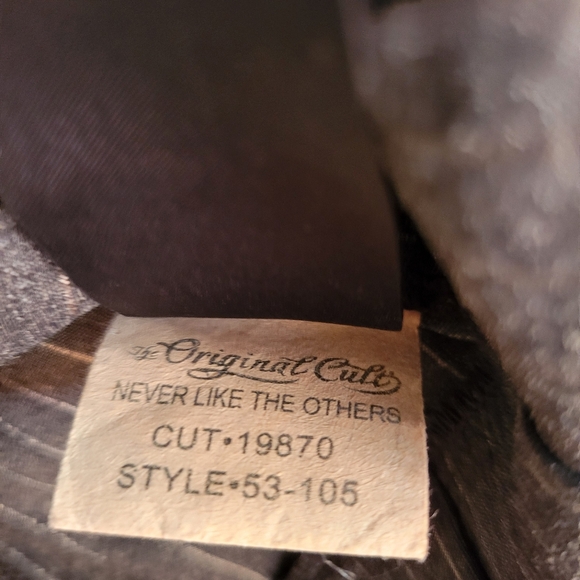 The Original Cult
NEVER LIKE THE OTHERS
CUT•19870
STYLE•53-105